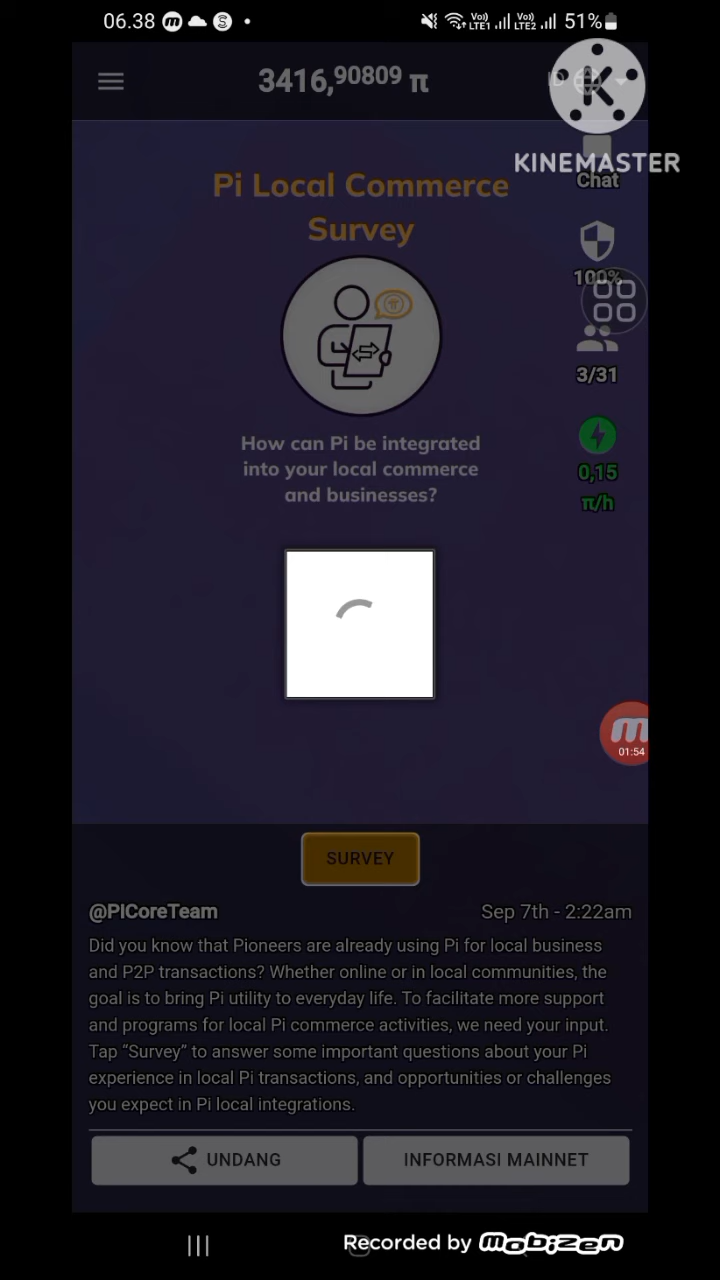 06.38
Vo)) LTE1 Vo)) LTE2 51%
3416,90809 π
KINEMASTER
Chat
Pi Local Commerce
Survey
100%
3/31
0,15
π/h
How can Pi be integrated
into your local commerce
and businesses?
01:54
SURVEY
@PiCoreTeam
Sep 7th - 2:22am
Did you know that Pioneers are already using Pi for local business
and P2P transactions? Whether online or in local communities, the
goal is to bring Pi utility to everyday life. To facilitate more support
and programs for local Pi commerce activities, we need your input.
Tap “Survey” to answer some important questions about your Pi
experience in local Pi transactions, and opportunities or challenges
you expect in Pi local integrations.
UNDANG
INFORMASI MAINNET
Recorded by Mobizen